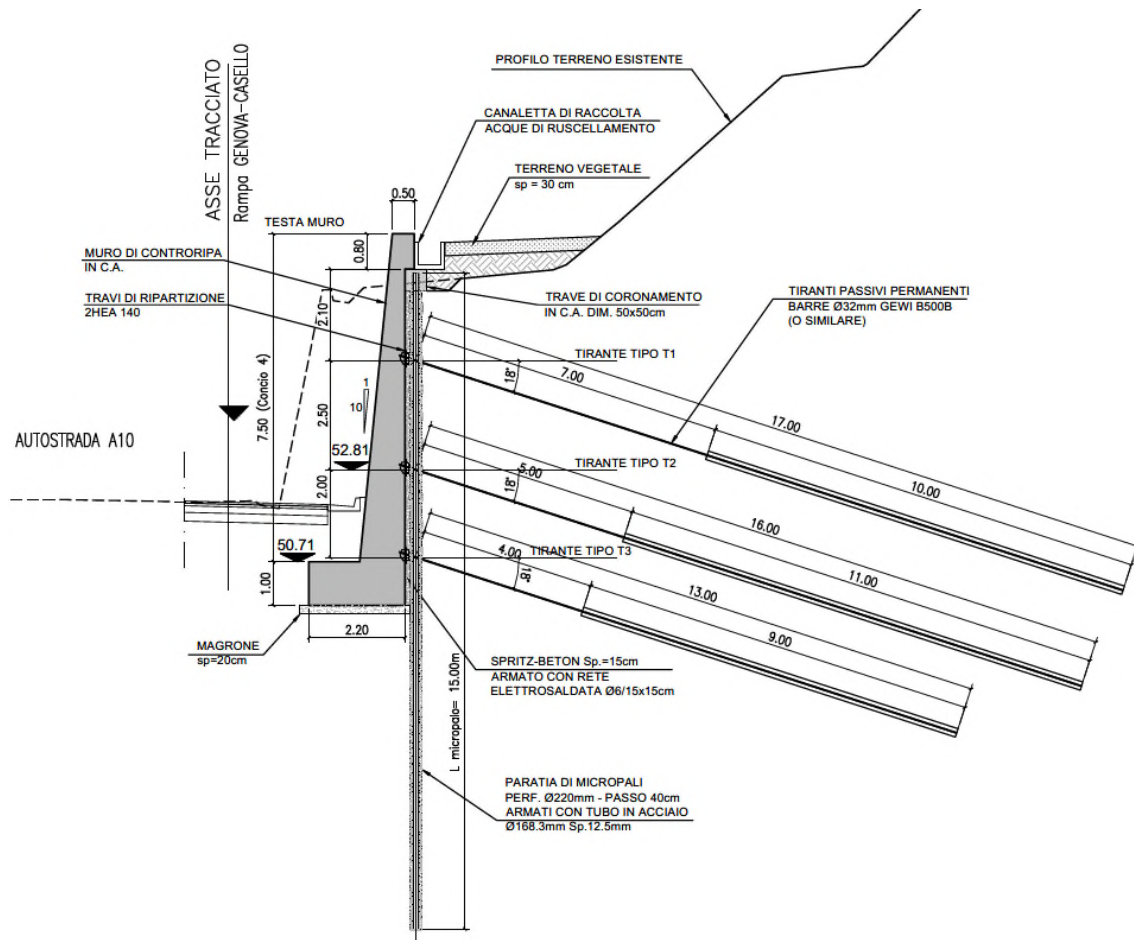 ASSE TRACCIATO
Rampa GENOVA-CASELLO
PROFILO TERRENO ESISTENTE
CANALETTA DI RACCOLTA
ACQUE DI RUSCELLAMENTO
TERRENO VEGETALE
sp = 30 cm
0.50
TESTA MURO
0.80
MURO DI CONTRORIPA
IN C.A.
TRAVI DI RIPARTIZIONE
2HEA 140
TRAVE DI CORONAMENTO
IN C.A. DIM. 50x50cm
TIRANTI PASSIVI PERMANENTI
BARRE Ø32mm GEWI B500B
(O SIMILARE)
2.10
TIRANTE TIPO T1
18°
7.00
17.00
10.00
7.50 (Concio 4)
1
10
2.50
AUTOSTRADA A10
52.81
TIRANTE TIPO T2
18°
5.00
16.00
11.00
2.00
50.71
TIRANTE TIPO T3
18°
4.00
13.00
9.00
1.00
2.20
MAGRONE
sp=20cm
SPRITZ-BETON Sp.=15cm
ARMATO CON RETE
ELETTROSALDATA Ø6/15x15cm
L micropalo= 15.00m
PARATIA DI MICROPALI
PERF. Ø220mm - PASSO 40cm
ARMATI CON TUBO IN ACCIAIO
Ø168.3mm Sp.12.5mm